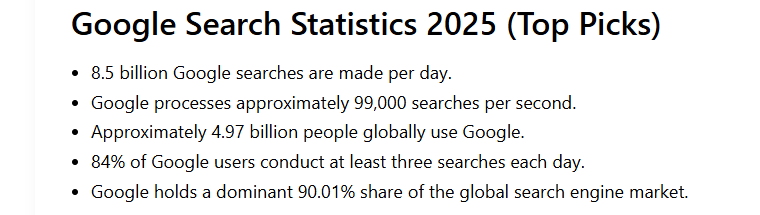 Google Search Statistics 2025 (Top Picks)
• 8.5 billion Google searches are made per day.
• Google processes approximately 99,000 searches per second.
• Approximately 4.97 billion people globally use Google.
• 84% of Google users conduct at least three searches each day.
• Google holds a dominant 90.01% share of the global search engine market.